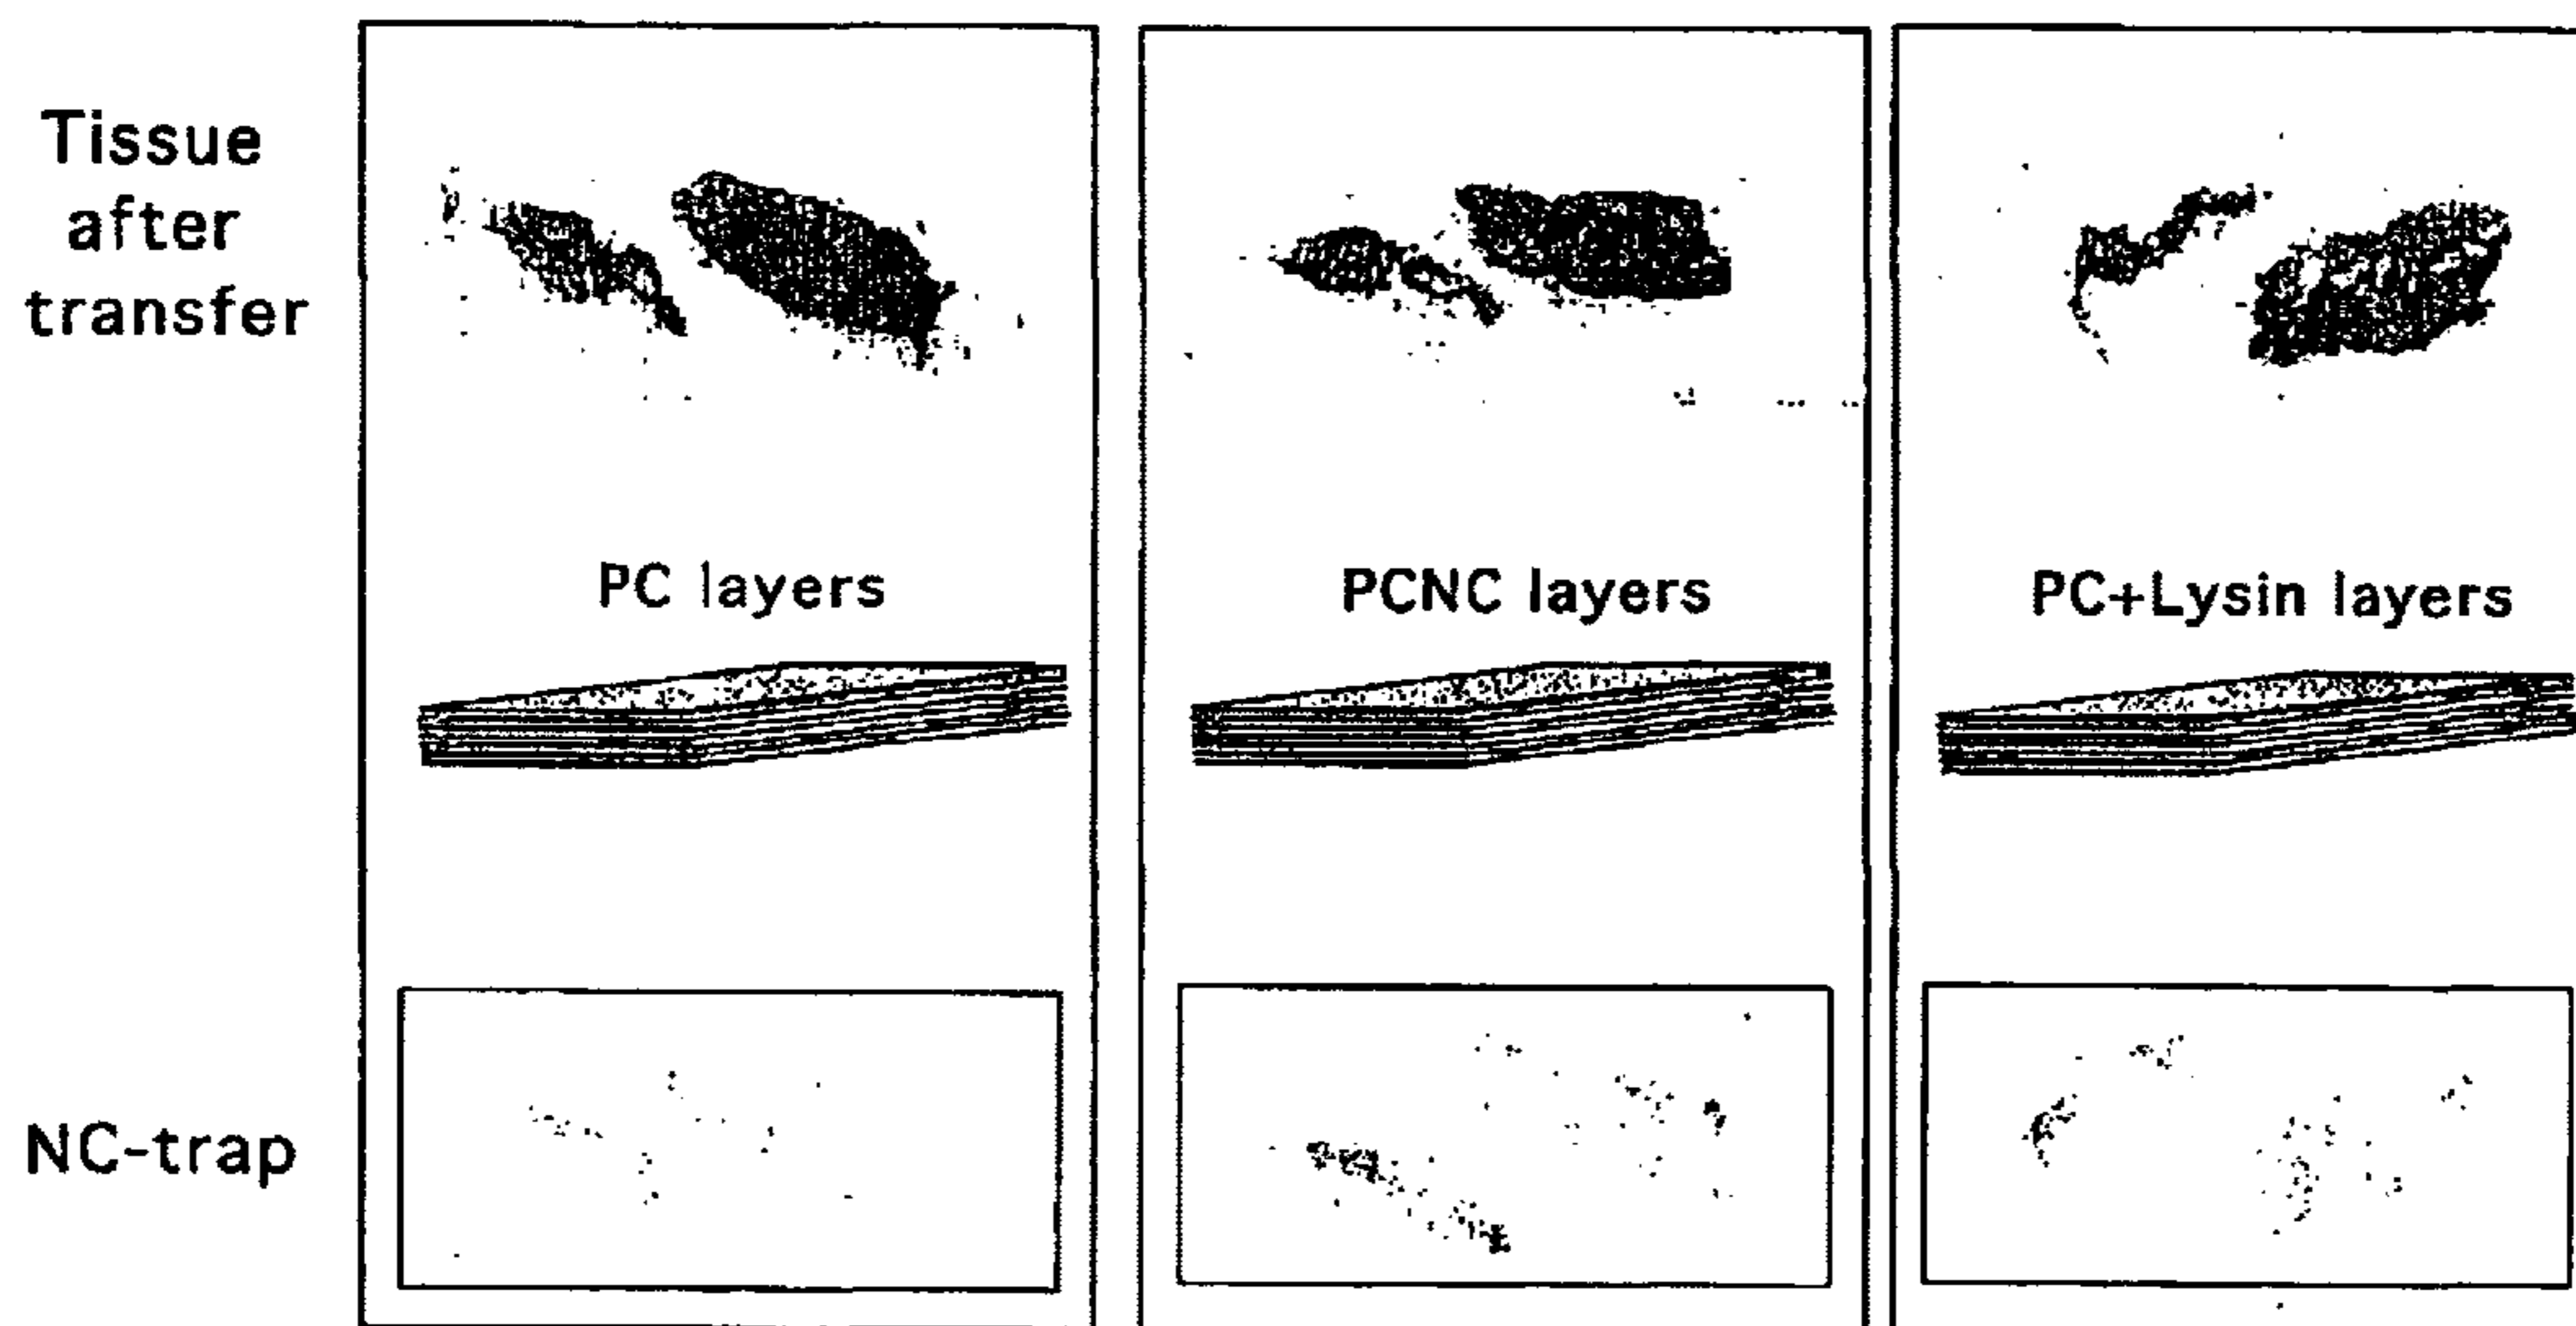 Tissue
after
transfer
PC layers
PCNC layers
PC+Lysin layers
NC-trap